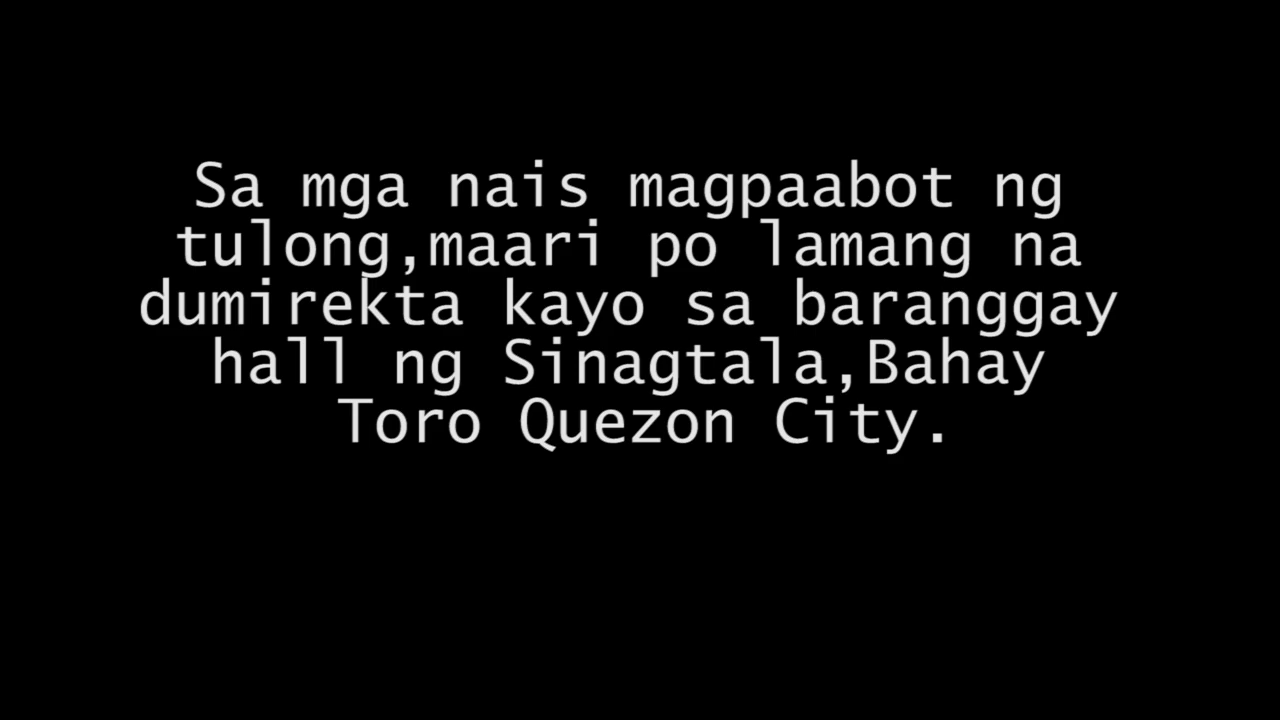 Sa mga nais magpaabot ng
tulong,maari po lamang na
dumirekta kayo sa baranggay
hall ng Sinagtala,Bahay
Toro Quezon City.